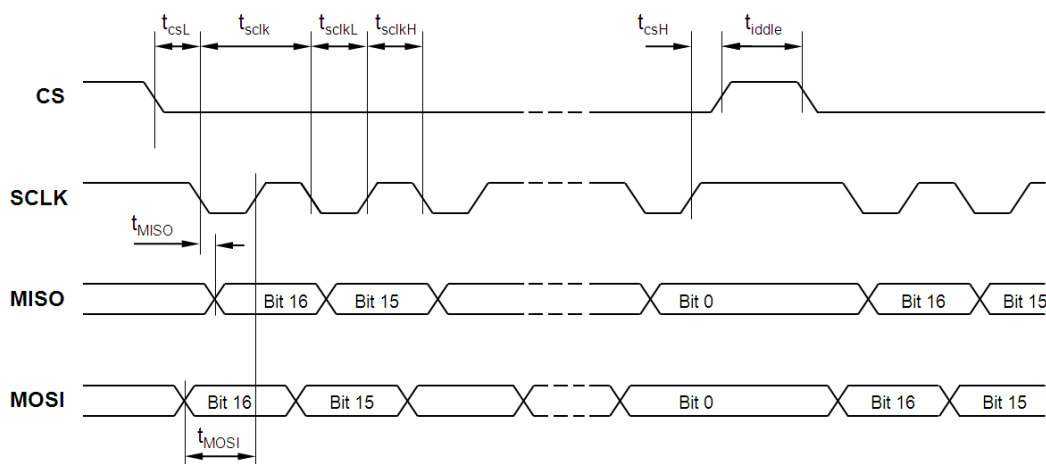 tcsL tsclk tsclkL tsclkH tcsH tiddle
CS
SCLK
tMISO
MISO Bit 16 Bit 15 Bit 0 Bit 16 Bit 15
MOSI Bit 16 Bit 15 Bit 0 Bit 16 Bit 15
tMOSI